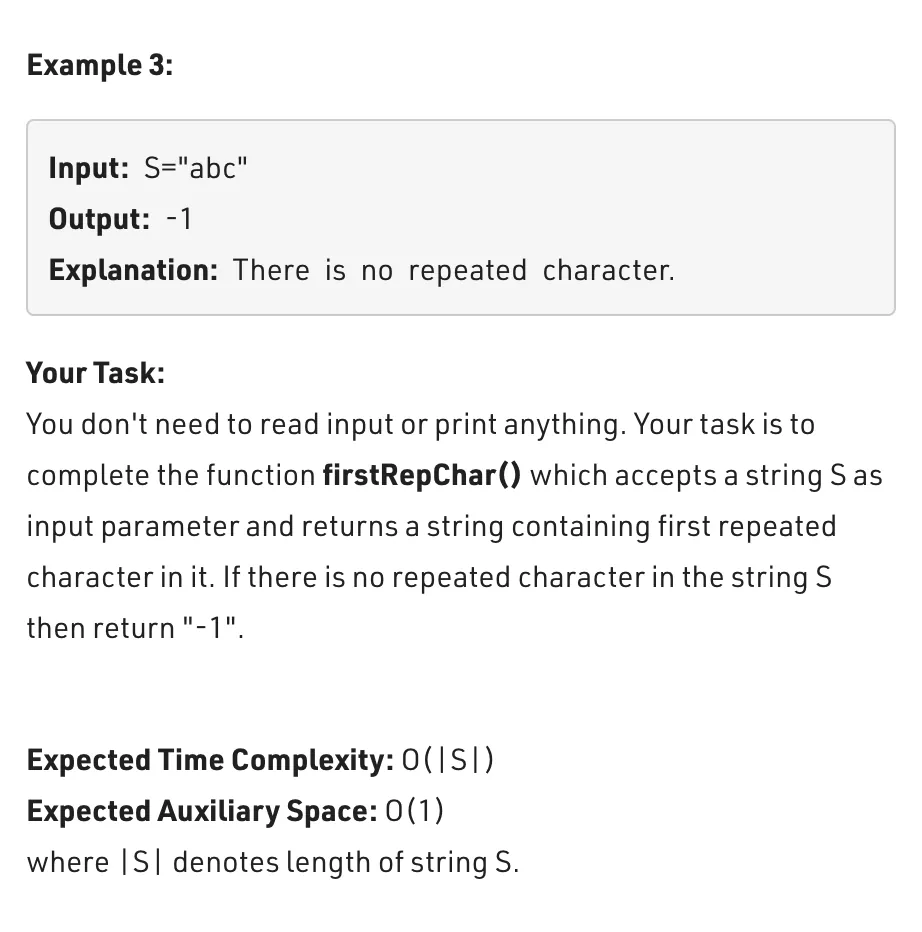 Example 3:
Input: S="abc"
Output: -1
Explanation: There is no repeated character.
Your Task:
You don't need to read input or print anything. Your task is to
complete the function firstRepChar() which accepts a string S as
input parameter and returns a string containing first repeated
character in it. If there is no repeated character in the string S
then return "-1".
Expected Time Complexity: O(|S|)
Expected Auxiliary Space: O(1)
where |S| denotes length of string S.